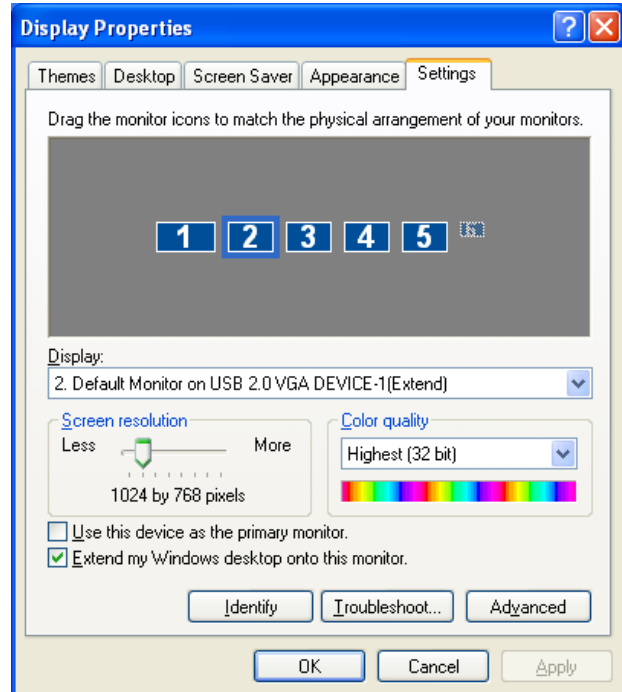 Display Properties
Themes Desktop Screen Saver Appearance Settings
Drag the monitor icons to match the physical arrangement of your monitors.
1 2 3 4 5
Display:
2. Default Monitor on USB 2.0 VGA DEVICE-1(Extend)
Screen resolution
Less More
1024 by 768 pixels
Color quality
Highest (32 bit)
Use this device as the primary monitor.
Extend my Windows desktop onto this monitor.
Identify Troubleshoot... Advanced
OK Cancel Apply